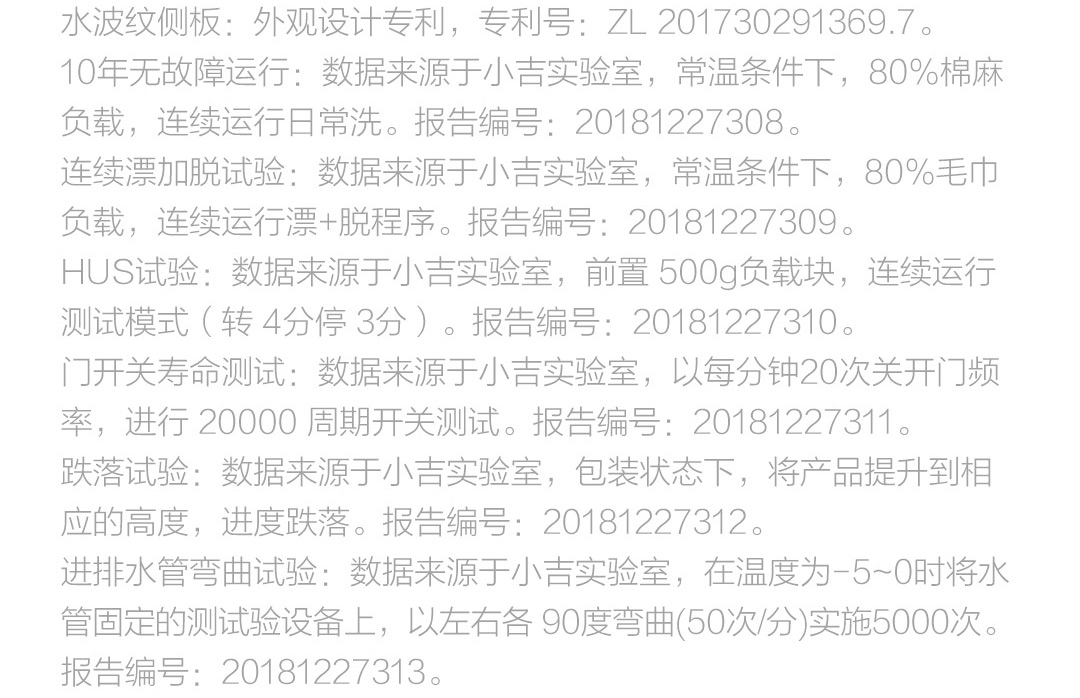 水波纹侧板：外观设计专利，专利号：ZL 201730291369.7。
10年无故障运行：数据来源于小吉实验室，常温条件下，80%棉麻
负载，连续运行日常洗。报告编号：20181227308。
连续漂加脱试验：数据来源于小吉实验室，常温条件下，80%毛巾
负载，连续运行漂+脱程序。报告编号：20181227309。
HUS试验：数据来源于小吉实验室，前置 500g负载块，连续运行
测试模式（转 4分停 3分）。报告编号：20181227310。
门开关寿命测试：数据来源于小吉实验室，以每分钟20次关开门频
率，进行 20000 周期开关测试。报告编号：20181227311。
跌落试验：数据来源于小吉实验室，包装状态下，将产品提升到相
应的高度，进度跌落。报告编号：20181227312。
进排水管弯曲试验：数据来源于小吉实验室，在温度为-5~0时将水
管固定的测试验设备上，以左右各 90度弯曲(50次/分)实施5000次。
报告编号：20181227313。